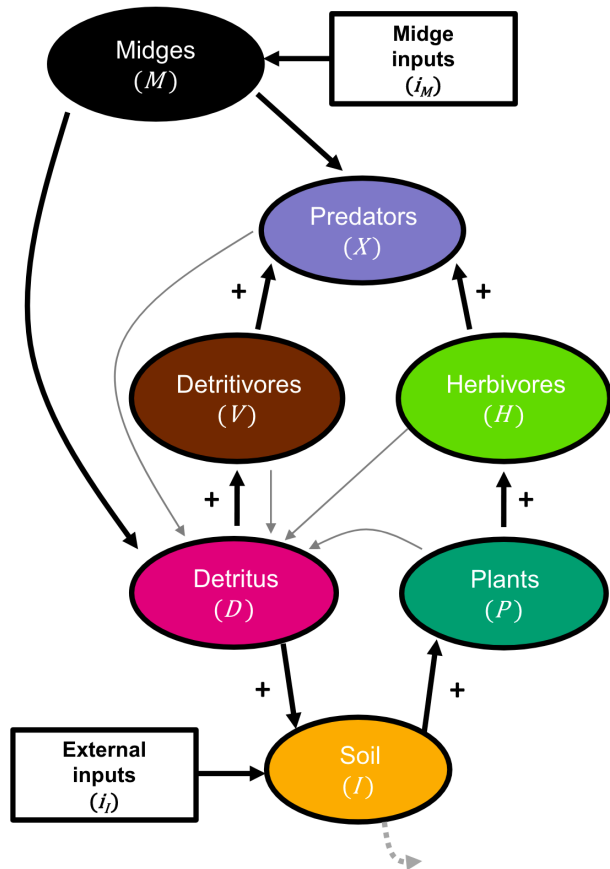 Midges
(M)
Midge
inputs
(i_M)
Predators
(X)
+
+
Detritivores
(V)
Herbivores
(H)
+
+
Detritus
(D)
Plants
(P)
+
+
External
inputs
(i_I)
Soil
(I)